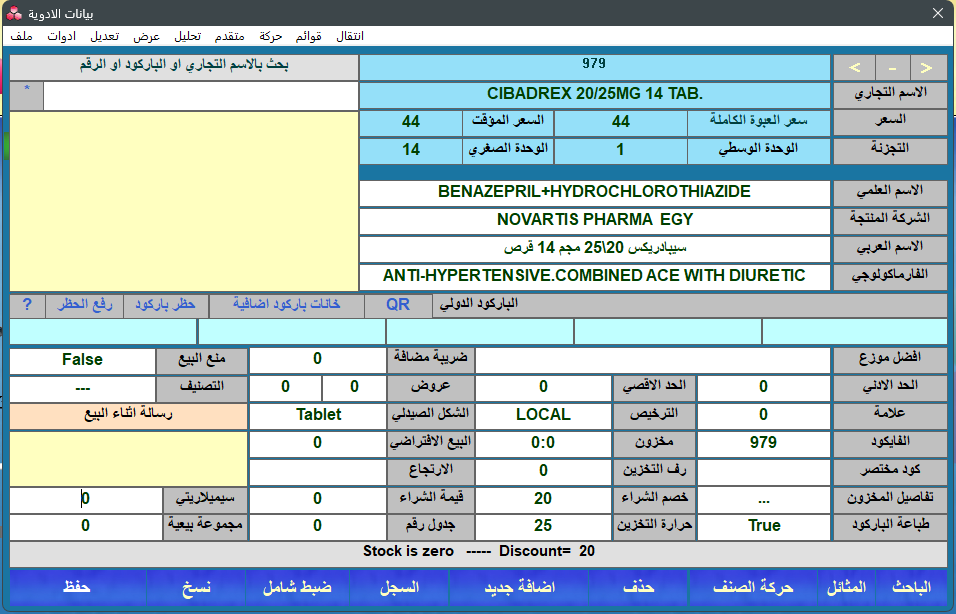 بيانات الادوية
ملف ادوات تعديل عرض تحليل متقدم حركة قوائم انتقال
بحث بالاسم التجاري او الباركود او الرقم
979
< - >
*
الاسم التجاري CIBADREX 20/25MG 14 TAB.
السعر سعر العبوة الكاملة 44 السعر المؤقت 44
التجزئة الوحدة الوسطي 1 الوحدة الصغري 14
الاسم العلمي BENAZEPRIL+HYDROCHLOROTHIAZIDE
الشركة المنتجة NOVARTIS PHARMA EGY
الاسم العربي سيبادريكس 20\25 مجم 14 قرص
الفارماكولوجي ANTI-HYPERTENSIVE.COMBINED ACE WITH DIURETIC
الباركود الدولي QR خانات باركود اضافية حظر باركود رفع الحظر ?
افضل موزع ضريبة مضافة 0 منع البيع False
الحد الادني 0 الحد الاقصي 0 عروض 0 0 التصنيف ---
علامة 0 الترخيص LOCAL الشكل الصيدلي Tablet رسالة اثناء البيع
الفايكود 979 مخزون 0:0 البيع الافتراضي 0
كود مختصر رف التخزين 0 الارتجاع
تفاصيل المخزون ... خصم الشراء 20 قيمة الشراء 0 سيميلاريتي 0
طباعة الباركود True حرارة التخزين 25 جدول رقم 0 مجموعة بيعية 0
Stock is zero ----- Discount= 20
الباحث المثائل حركة الصنف حذف اضافة جديد السجل ضبط شامل نسخ حفظ